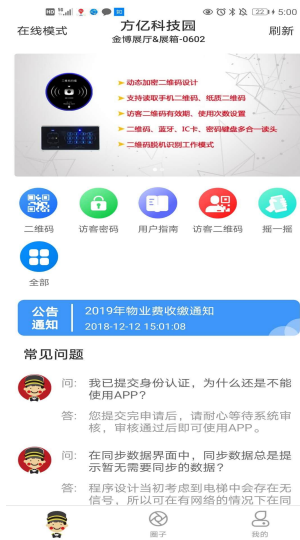 HD 22% 5:00
在线模式 方亿科技园 刷新
金博展厅&展箱-0602
动态加密二维码设计
支持读取手机二维码、纸质二维码
访客二维码有效期、使用次数设置
二维码、蓝牙、IC卡、密码键盘多合一读头
二维码脱机识别工作模式
二维码 访客密码 用户指南 访客二维码 摇一摇
全部
公告 2019年物业费收缴通知
通知 2018-12-12 15:01:08
常见问题
问: 我已提交身份认证，为什么还是不能
使用APP?
答: 您提交完申请后，请耐心等待系统审
核，审核通过后即可使用APP。
问: 在同步数据界面中，同步数据总是提
示暂无需要同步的数据?
答: 程序设计当初考虑到电梯中会存在无
信号，所以可在有网络的情况下在同
圈子 我的